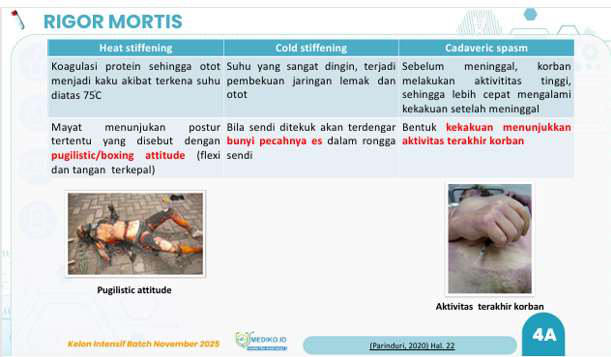 RIGOR MORTIS
Heat stiffening
Cold stiffening
Cadaveric spasm
Koagulasi protein sehingga otot
menjadi kaku akibat terkena suhu
diatas 75°C
Suhu yang sangat dingin, terjadi
pembekuan jaringan lemak dan
otot
Sebelum meninggal, korban
melakukan aktivititas tinggi,
sehingga lebih cepat mengalami
kekakuan setelah meninggal
Mayat menunjukan postur
tertentu yang disebut dengan
pugilistic/boxing attitude (flexi
dan tangan terkepal)
Bila sendi ditekuk akan terdengar
bunyi pecahnya es dalam rongga
sendi
Bentuk kekakuan menunjukkan
aktivitas terakhir korban
Pugilistic attitude
Aktivitas terakhir korban
Kelon Intensif Batch November 2025
MEDIKO.ID
(Parinduri, 2020) Hal. 22
4A